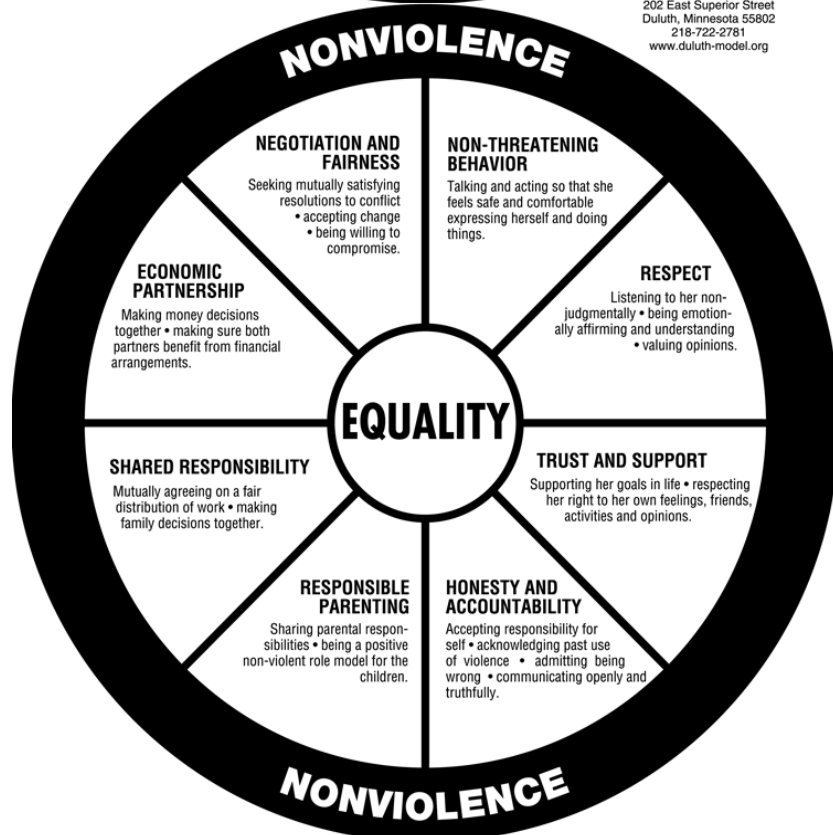 202 East Superior Street
Duluth, Minnesota 55802
218-722-2781
www.duluth-model.org
NONVIOLENCE
NEGOTIATION AND
FAIRNESS
Seeking mutually satisfying
resolutions to conflict
• accepting change
• being willing to
compromise.
NON-THREATENING
BEHAVIOR
Talking and acting so that she
feels safe and comfortable
expressing herself and doing
things.
ECONOMIC
PARTNERSHIP
Making money decisions
together • making sure both
partners benefit from financial
arrangements.
RESPECT
Listening to her non-
judgmentally • being emotion-
ally affirming and understanding
• valuing opinions.
EQUALITY
SHARED RESPONSIBILITY
Mutually agreeing on a fair
distribution of work • making
family decisions together.
TRUST AND SUPPORT
Supporting her goals in life • respecting
her right to her own feelings, friends,
activities and opinions.
RESPONSIBLE
PARENTING
Sharing parental respon-
sibilities • being a positive
non-violent role model for the
children.
HONESTY AND
ACCOUNTABILITY
Accepting responsibility for
self • acknowledging past use
of violence • admitting being
wrong • communicating openly and
truthfully.
NONVIOLENCE